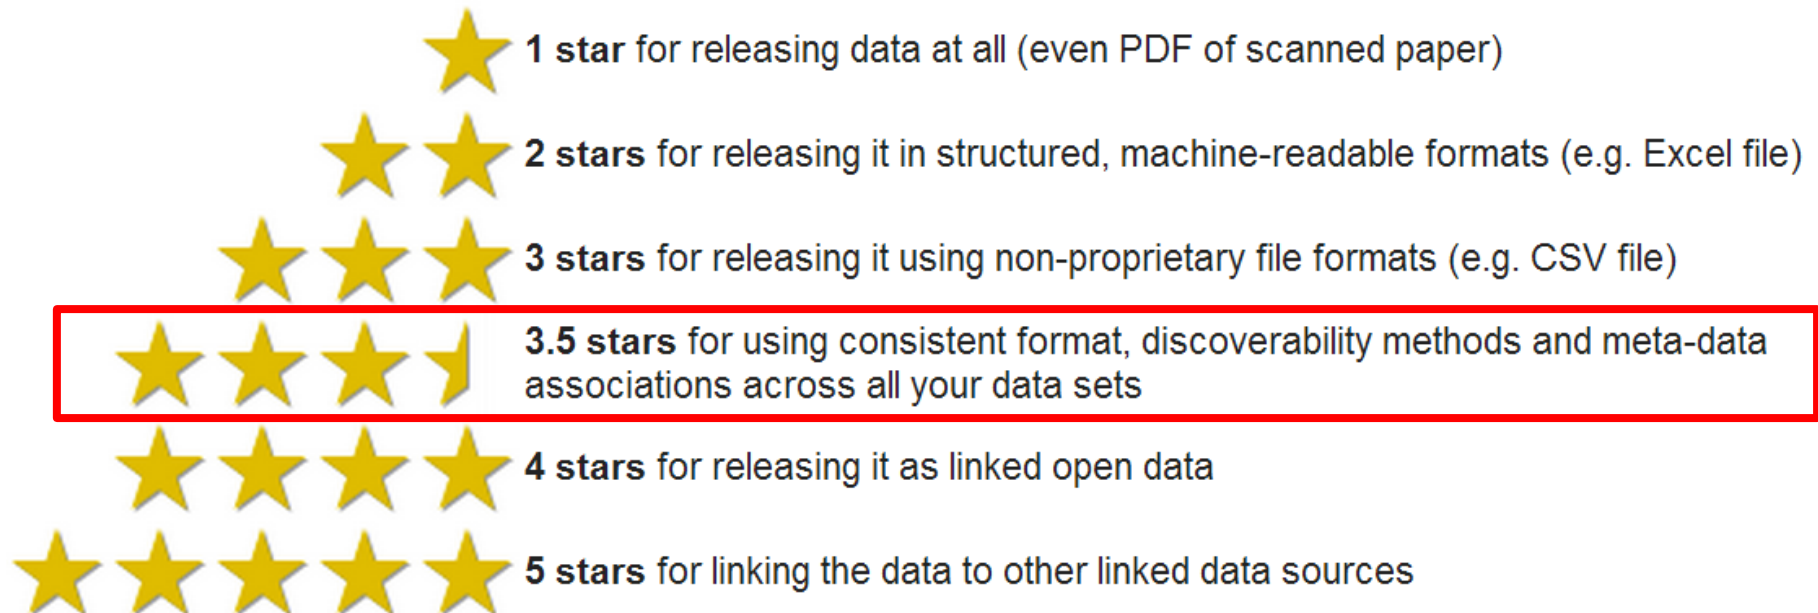 1 star for releasing data at all (even PDF of scanned paper)
2 stars for releasing it in structured, machine-readable formats (e.g. Excel file)
3 stars for releasing it using non-proprietary file formats (e.g. CSV file)
3.5 stars for using consistent format, discoverability methods and meta-data
associations across all your data sets
4 stars for releasing it as linked open data
5 stars for linking the data to other linked data sources